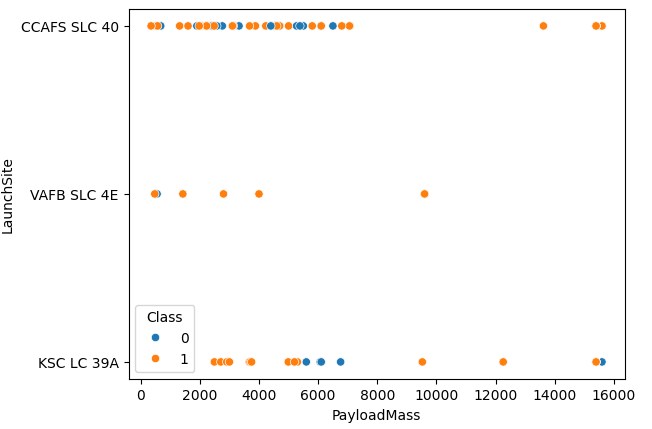 CCAFS SLC 40
VAFB SLC 4E
KSC LC 39A
LaunchSite
Class
0
1
0 2000 4000 6000 8000 10000 12000 14000 16000
PayloadMass